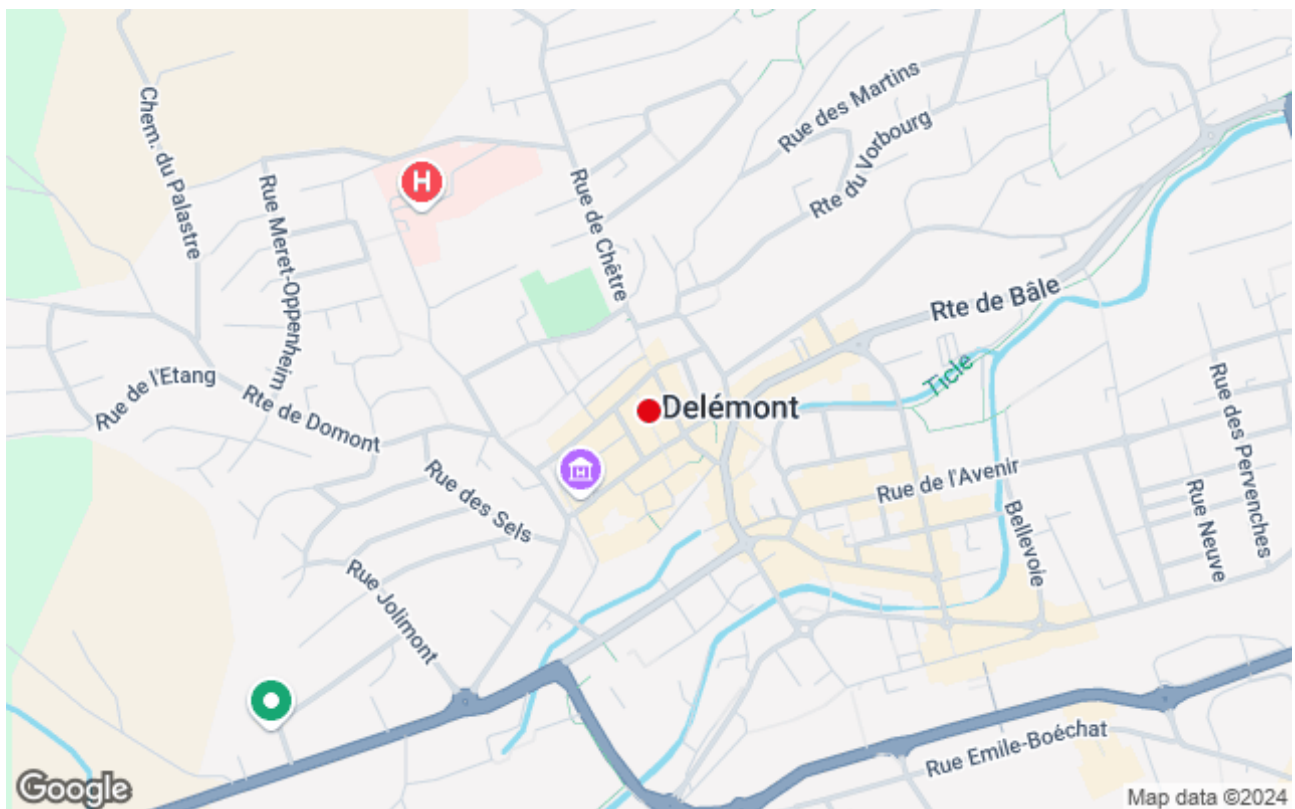 Chem. du Palastre
Rue Meret-Oppenheim
H
Rue de Chêtre
Rue des Martins
Rte du Vorbourg
Rte de Bâle
Ticle
Rue de l'Etang
Rte de Domont
Delémont
Rue des Sels
Rue de l'Avenir
Bellevoie
Rue Neuve
Rue des Pervenches
Rue Jolimont
Rue Emile-Boéchat
Google
Map data ©2024